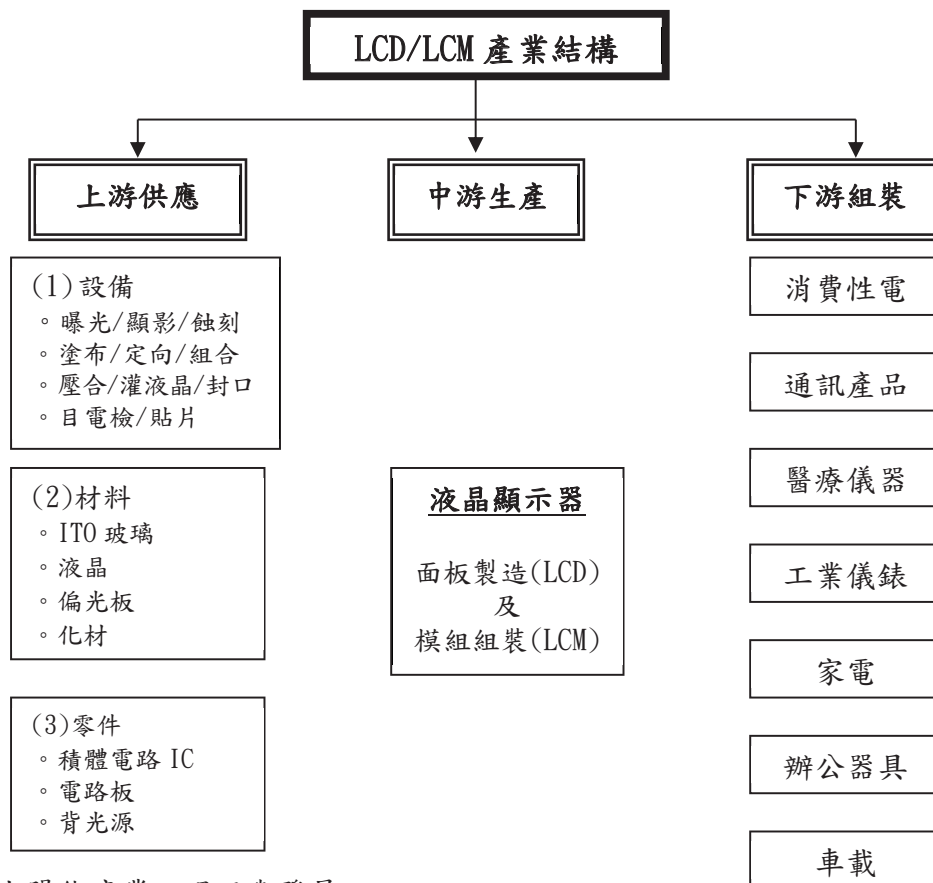 LCD/LCM 產業結構
上游供應
中游生產
下游組裝
(1)設備
。曝光/顯影/蝕刻
。塗布/定向/組合
。壓合/灌液晶/封口
。目電檢/貼片
(2)材料
。ITO 玻璃
。液晶
。偏光板
。化材
(3)零件
。積體電路 IC
。電路板
。背光源
液晶顯示器
面板製造(LCD)
及
模組組裝(LCM)
消費性電
通訊產品
醫療儀器
工業儀錶
家電
辦公器具
車載